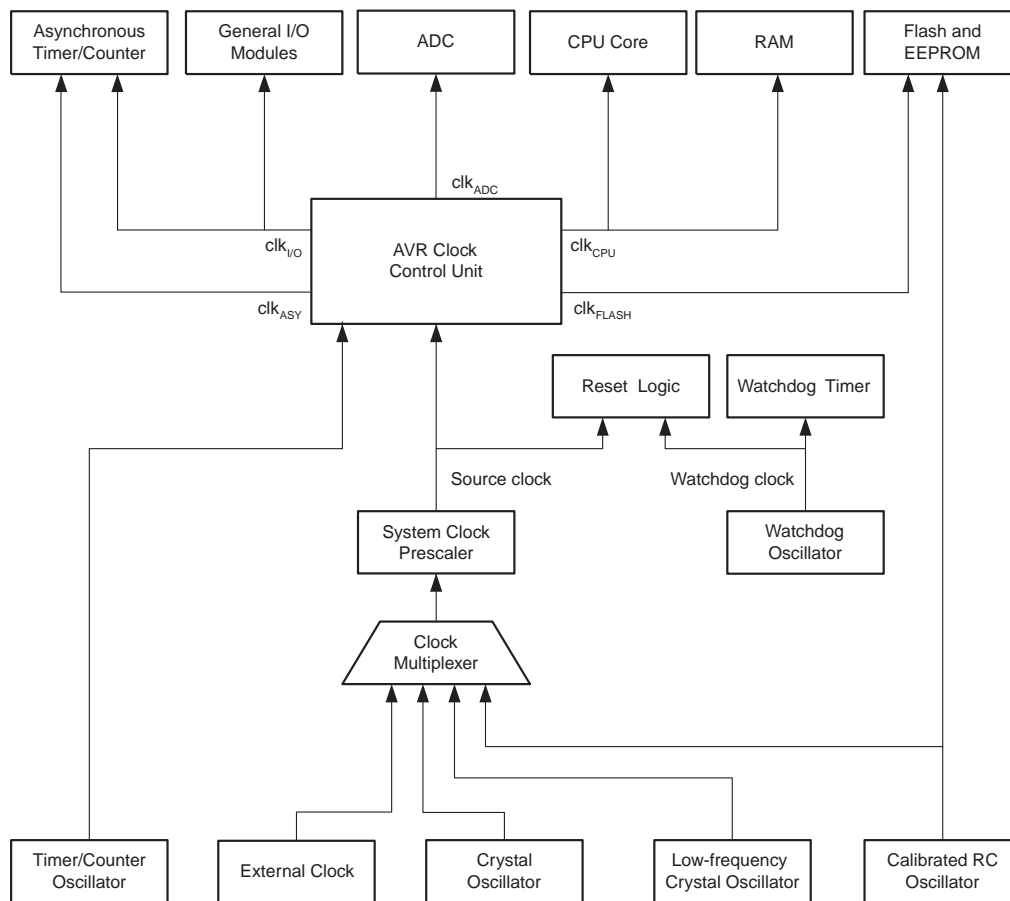 Asynchronous
Timer/Counter
General I/O
Modules
ADC
CPU Core
RAM
Flash and
EEPROM
clkADC
clkI/O
AVR Clock
Control Unit
clkCPU
clkASY
clkFLASH
Reset Logic
Watchdog Timer
Source clock
Watchdog clock
System Clock
Prescaler
Watchdog
Oscillator
Clock
Multiplexer
Timer/Counter
Oscillator
External Clock
Crystal
Oscillator
Low-frequency
Crystal Oscillator
Calibrated RC
Oscillator